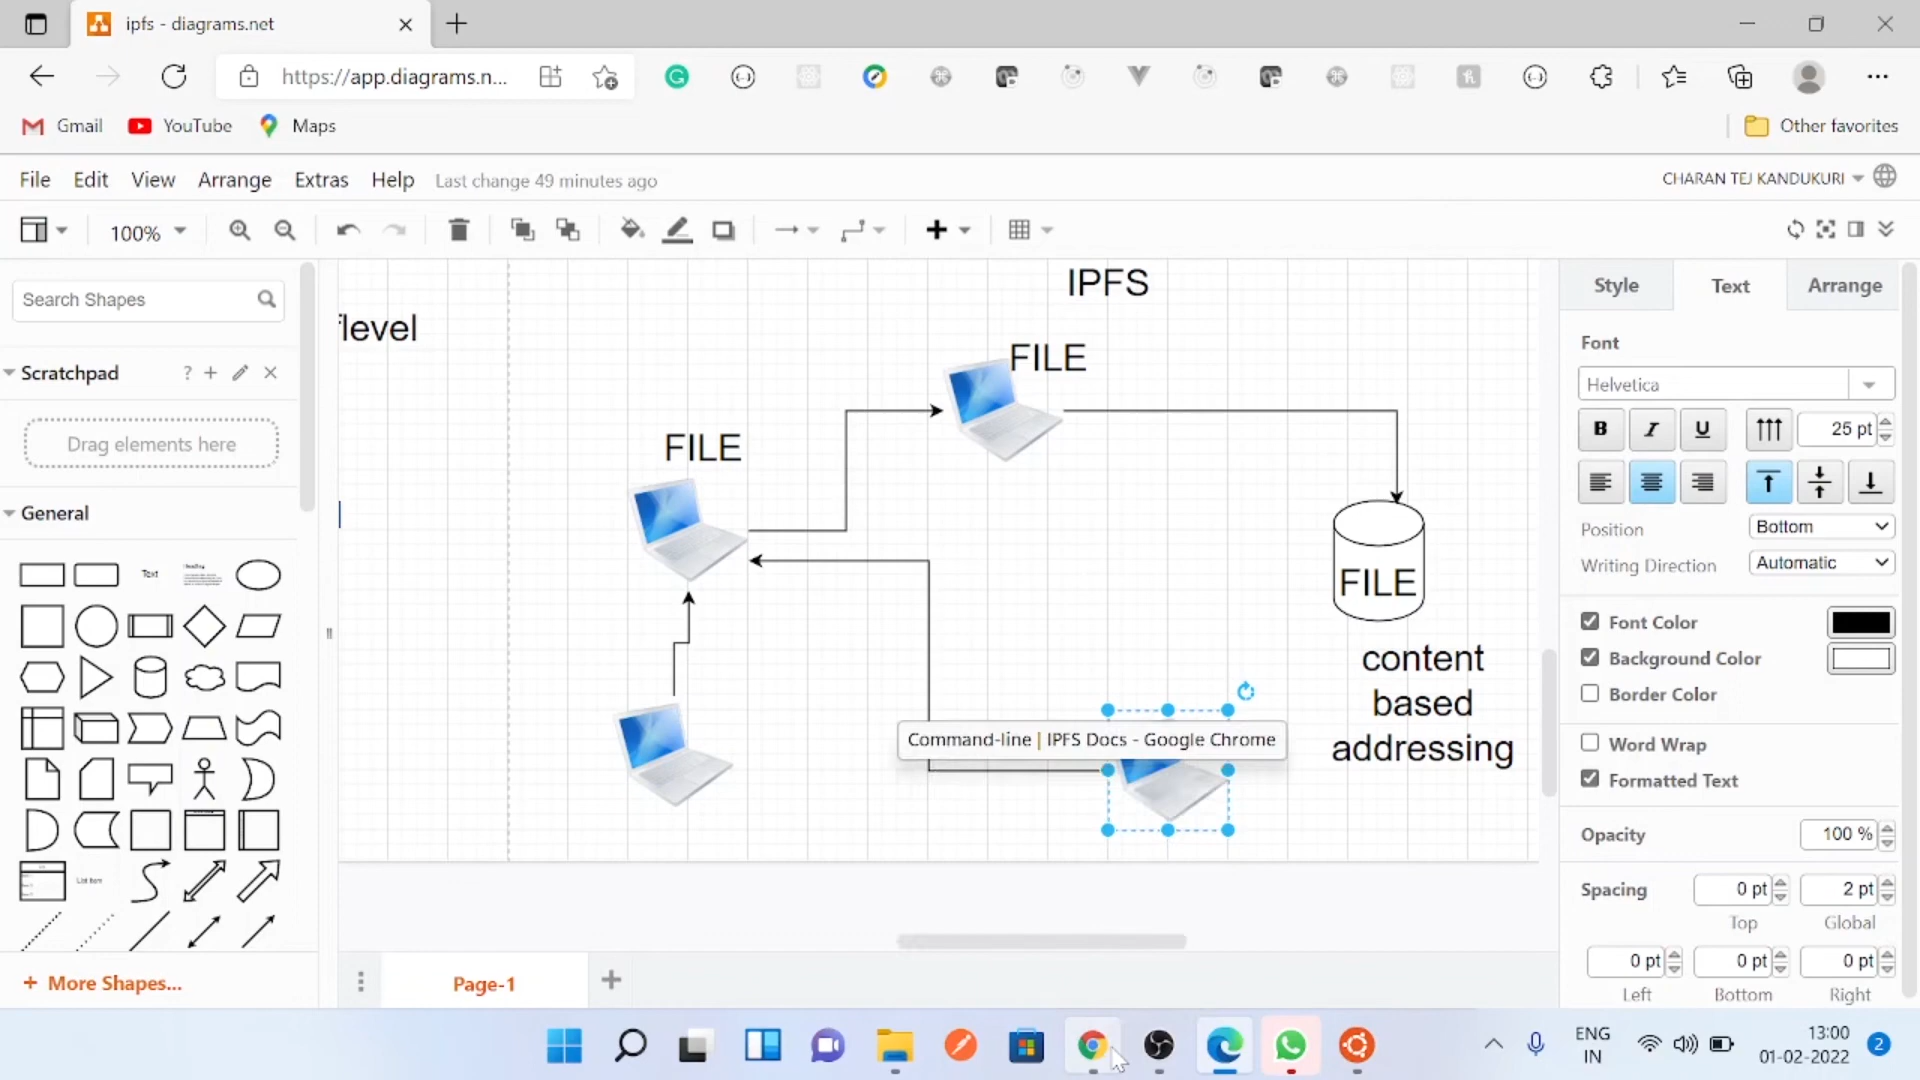 ipfs - diagrams.net
https://app.diagrams.n...
Gmail YouTube Maps Other favorites
File Edit View Arrange Extras Help Last change 49 minutes ago CHARAN TEJ KANDUKURI
100%
Search Shapes
Scratchpad ?
Drag elements here
General
Text
Heading
List Item
+ More Shapes...
flevel
IPFS
FILE
FILE
FILE
content
based
addressing
Command-line | IPFS Docs - Google Chrome
Page-1
Style Text Arrange
Font
Helvetica
B I U 25 pt
Position Bottom
Writing Direction Automatic
Font Color
Background Color
Border Color
Word Wrap
Formatted Text
Opacity 100 %
Spacing 0 pt 2 pt
Top Global
0 pt 0 pt 0 pt
Left Bottom Right
ENG
IN
13:00
01-02-2022
2